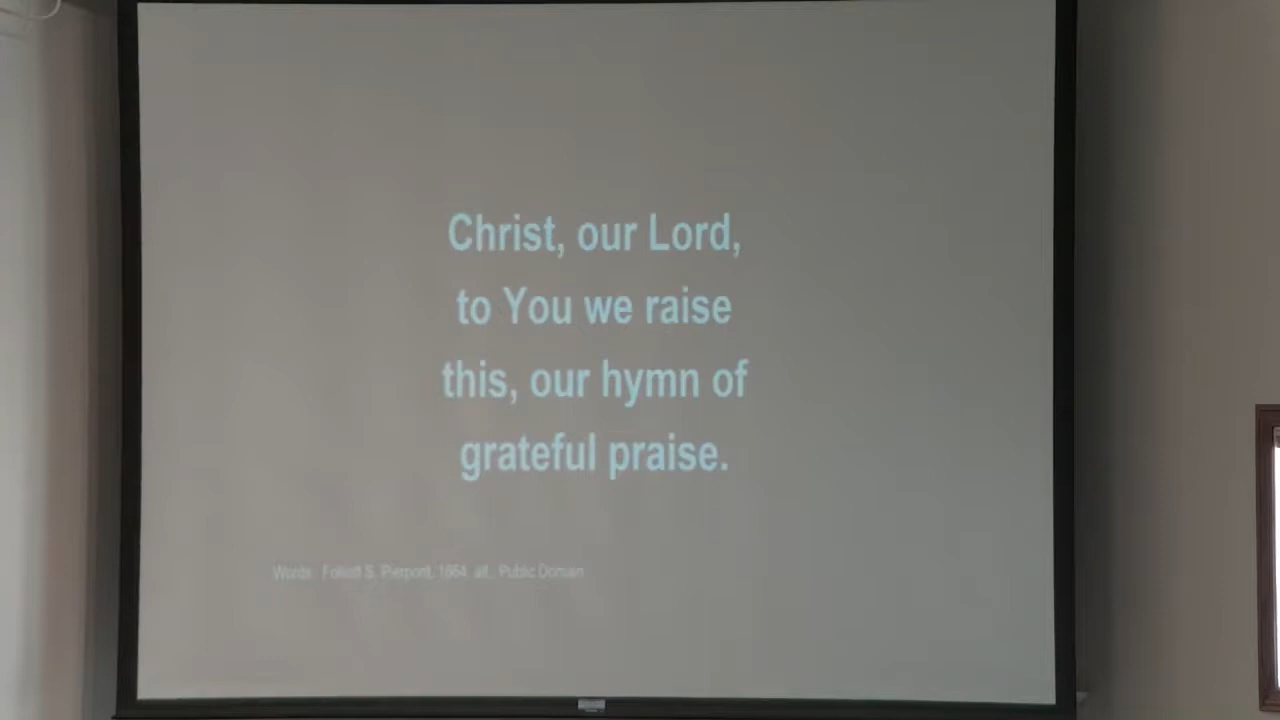 Christ, our Lord,
to You we raise
this, our hymn of
grateful praise.
Words: Folliott S. Pierpont, 1864, alt.; Public Domain